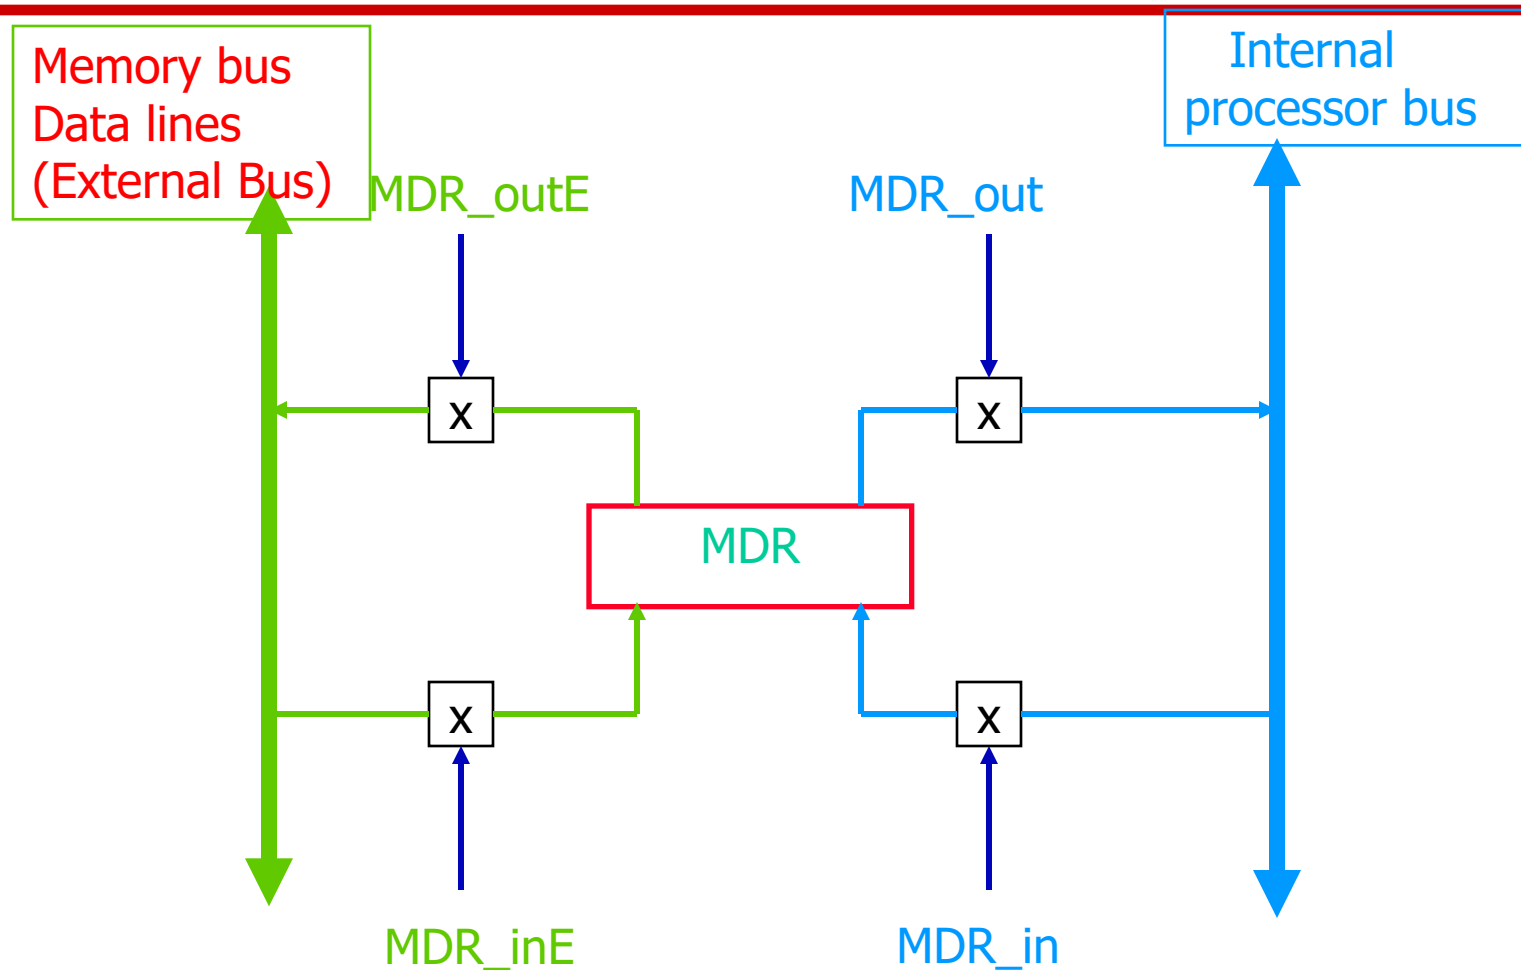 Memory bus
Data lines
(External Bus)
Internal
processor bus
MDR_outE
MDR_out
x
x
MDR
x
x
MDR_inE
MDR_in